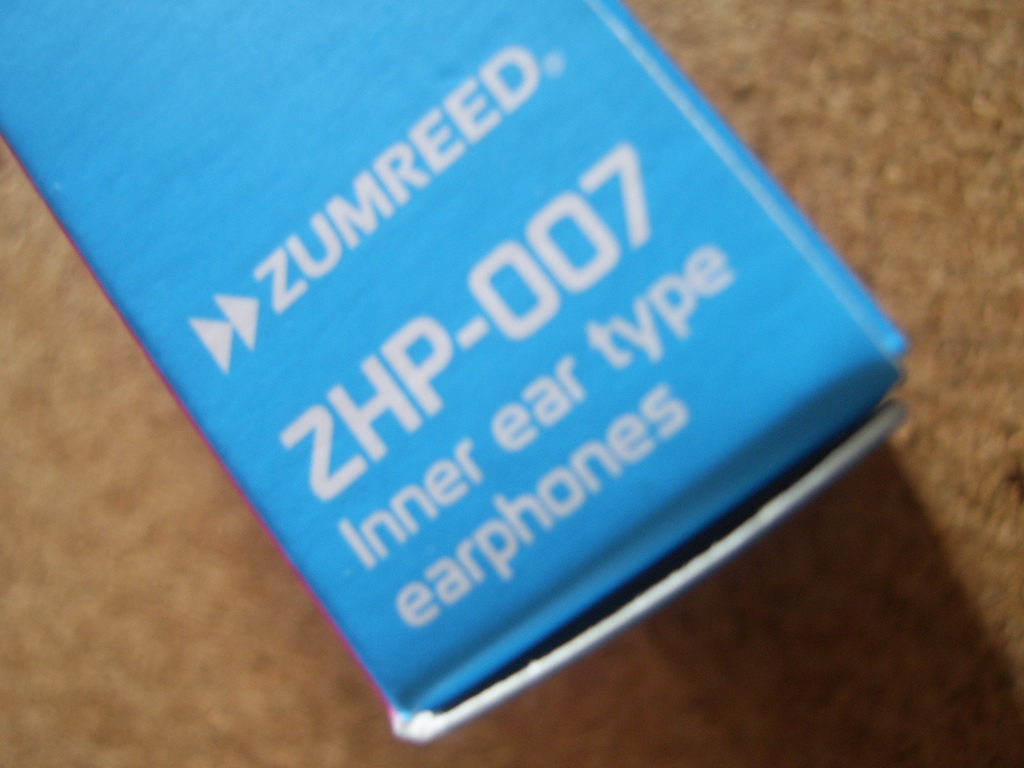 ZUMREED®
ZHP-007
Inner ear type
earphones